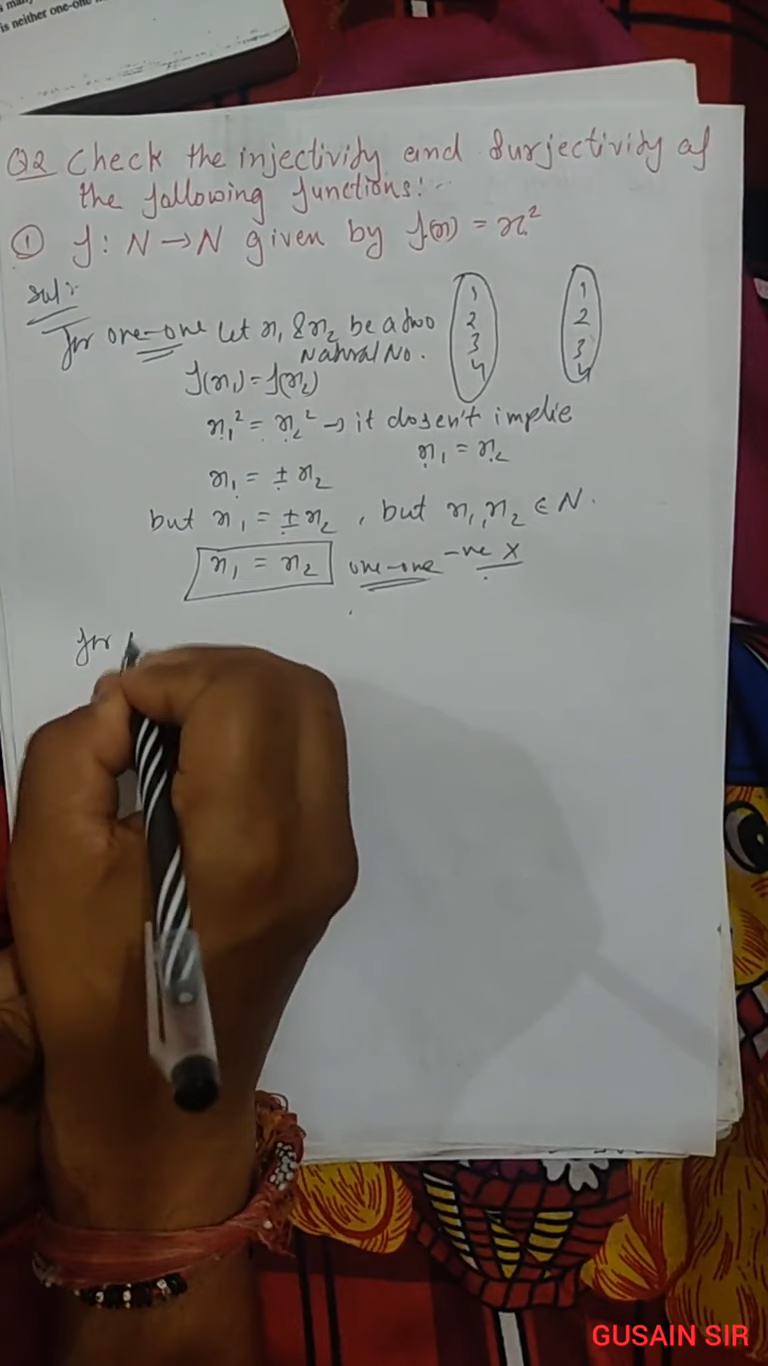 is neither one-one
Q2 Check the injectivity and Surjectivity of
the following functions:-
① f : N → N given by f(x) = x²
Sol:-
For one-one Let x₁ & x₂ be a two
Natural No.
1 2 3 4
1 2 3 4
f(x₁) = f(x₂)
x₁² = x₂² → it dosen't implie
x₁ = x₂
x₁ = ± x₂
but x₁ = ± x₂ , but x₁, x₂ ∈ N.
x₁ = x₂ one-one -ve X
for
GUSAIN SIR